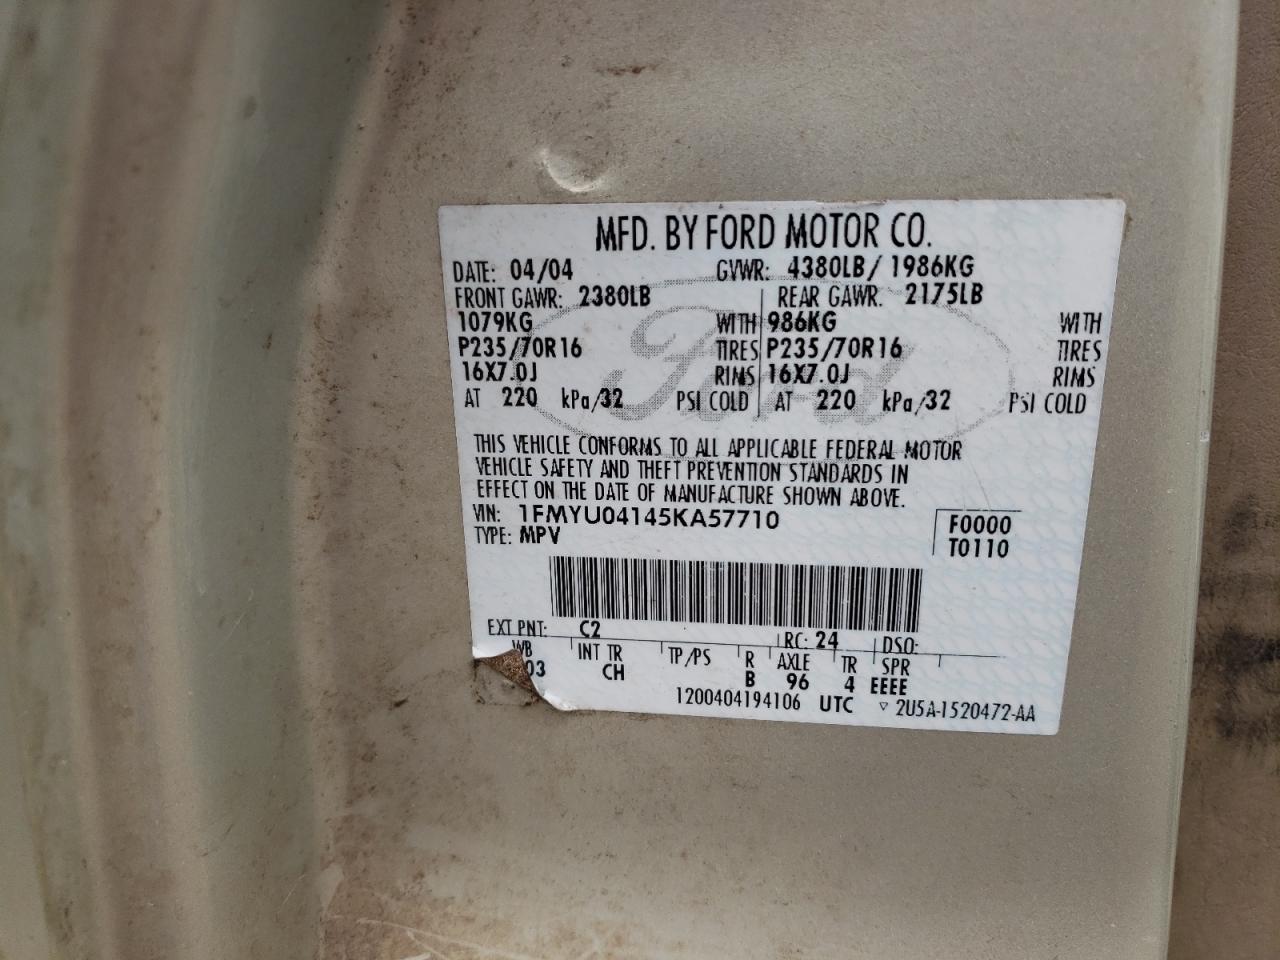 MFD. BY FORD MOTOR CO.
DATE: 04/04 GVWR: 4380LB/ 1986KG
FRONT GAWR: 2380LB REAR GAWR: 2175LB
1079KG WITH 986KG WITH
P235/70R16 TIRES P235/70R16 TIRES
16X7.0J RIMS 16X7.0J RIMS
AT 220 kPa/32 PSI COLD AT 220 kPa/32 PSI COLD
Ford
THIS VEHICLE CONFORMS TO ALL APPLICABLE FEDERAL MOTOR
VEHICLE SAFETY AND THEFT PREVENTION STANDARDS IN
EFFECT ON THE DATE OF MANUFACTURE SHOWN ABOVE.
VIN: 1FMYU04145KA57710 F0000
TYPE: MPV T0110
EXT PNT: C2 RC: 24 DSO:
WB INT TR TP/PS R AXLE TR SPR
03 CH B 96 4 EEEE
1200404194106 UTC ▽ 2U5A-1520472-AA